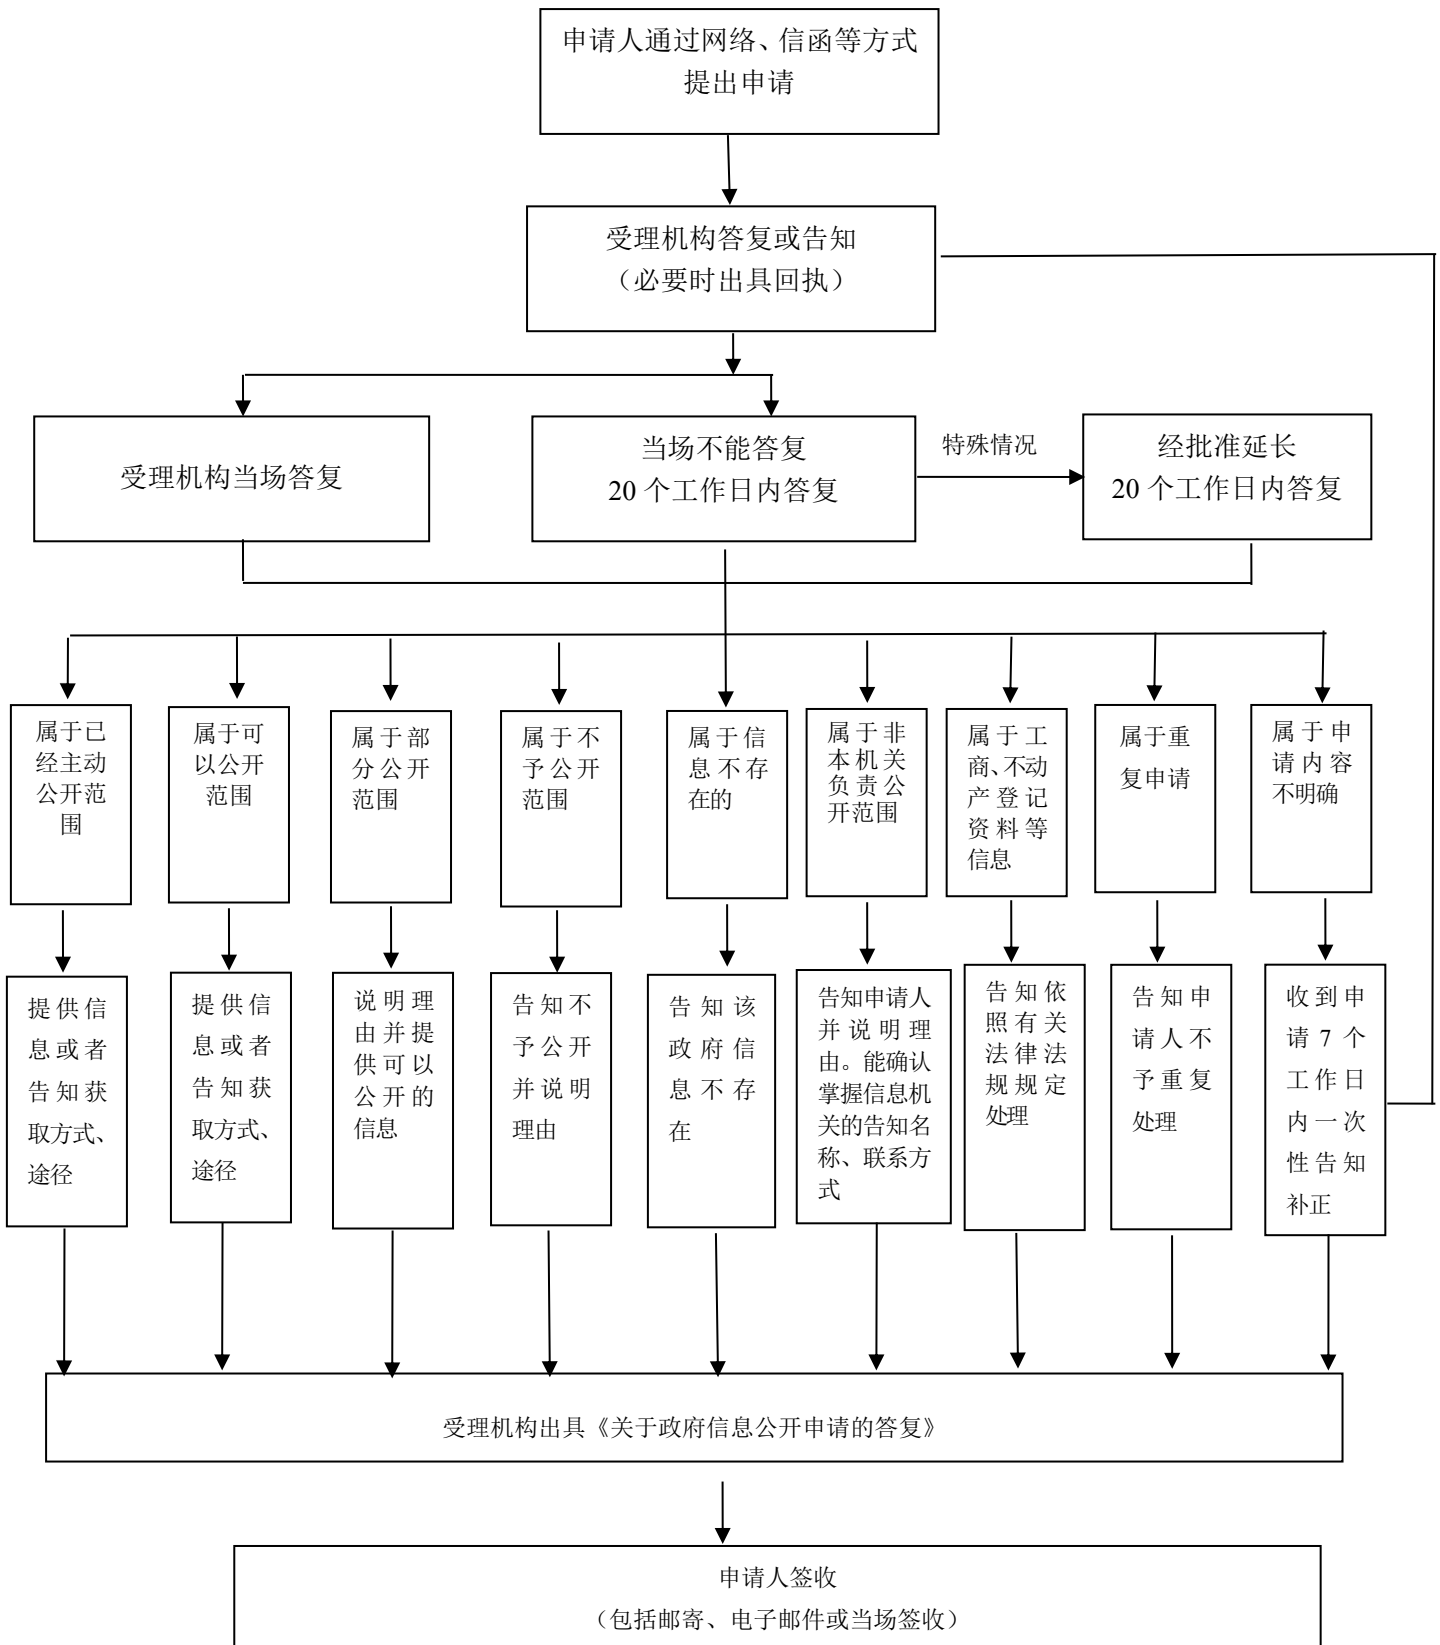 申请人通过网络、信函等方式
提出申请
受理机构答复或告知
（必要时出具回执）
受理机构当场答复
当场不能答复
20 个工作日内答复
特殊情况
经批准延长
20 个工作日内答复
属于已
经主动
公开范
围
属于可
以公开
范围
属于部
分公开
范围
属于不
予公开
范围
属于信
息不存
在的
属于非
本机关
负责公
开范围
属于工
商、不动
产登记
资料等
信息
属于重
复申请
属于申
请内容
不明确
提供信
息或者
告知获
取方式、
途径
提供信
息或者
告知获
取方式、
途径
说明理
由并提
供可以
公开的
信息
告知不
予公开
并说明
理由
告知该
政府信
息不存
在
告知申请人
并说明理
由。能确认
掌握信息机
关的告知名
称、联系方
式
告知依
照有关
法律法
规规定
处理
告知申
请人不
予重复
处理
收到申
请 7 个
工作日
内一次
性告知
补正
受理机构出具《关于政府信息公开申请的答复》
申请人签收
（包括邮寄、电子邮件或当场签收）